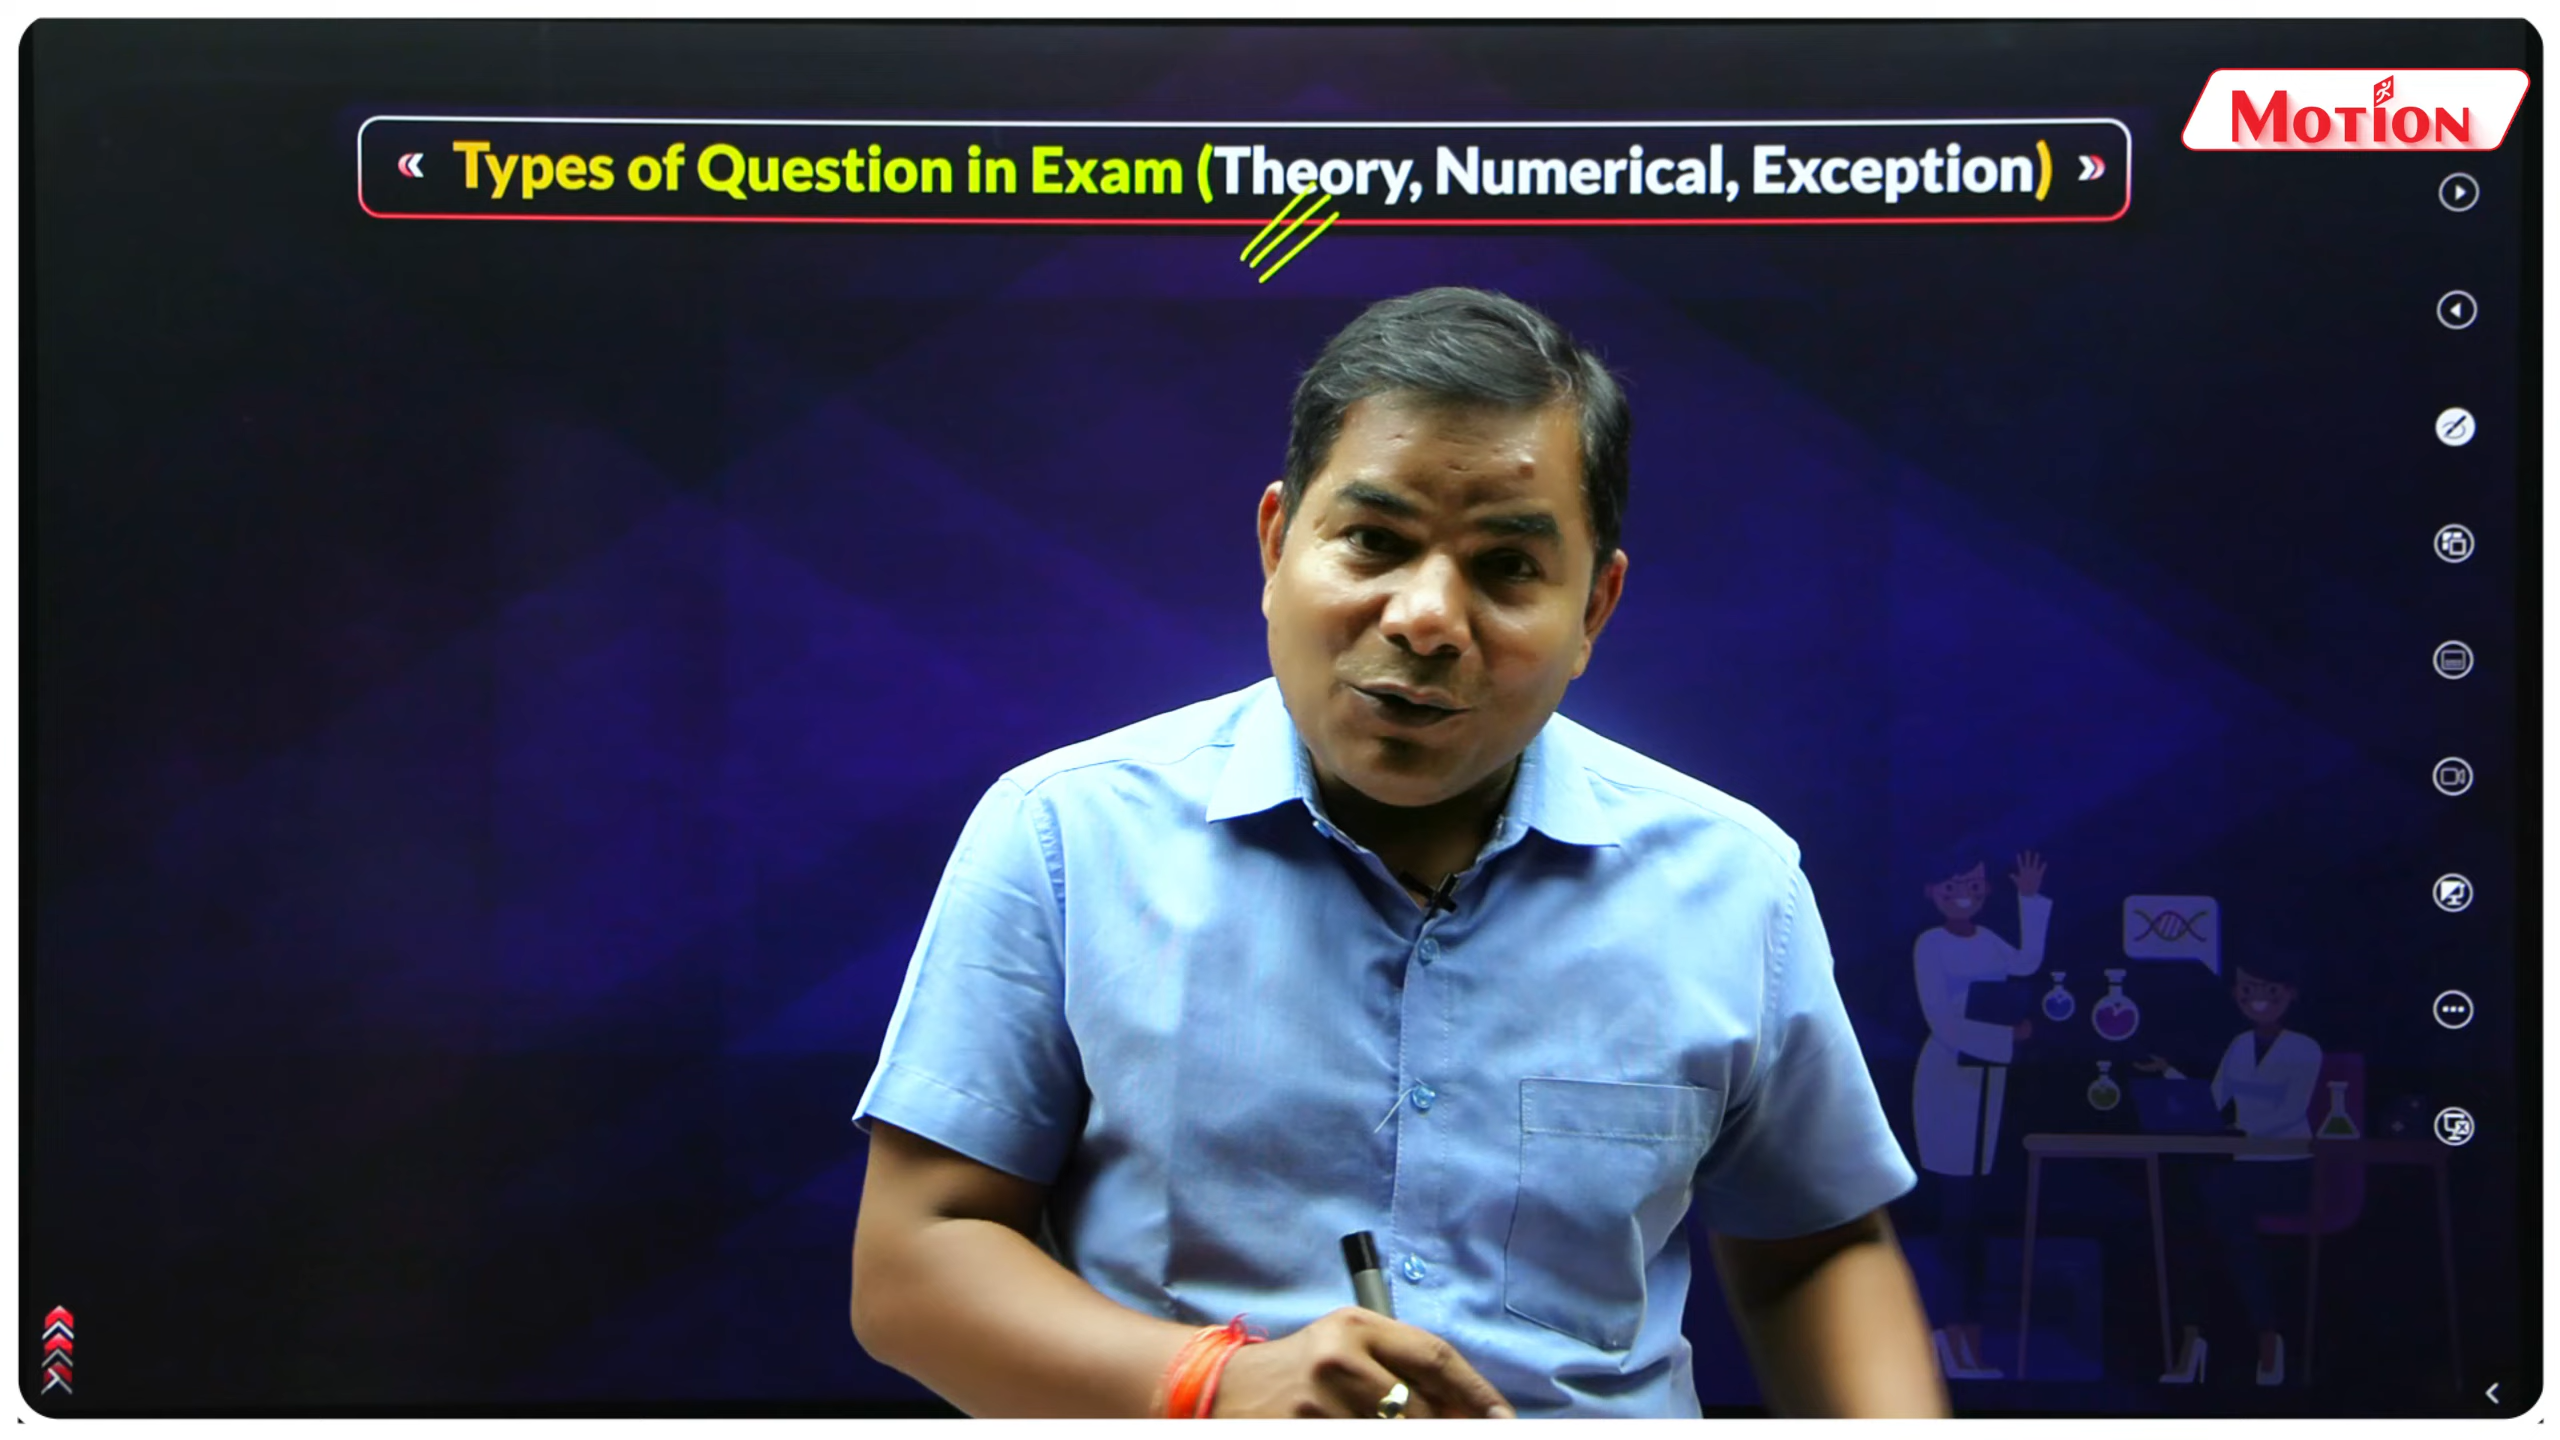 « Types of Question in Exam (Theory, Numerical, Exception) »
MOTION